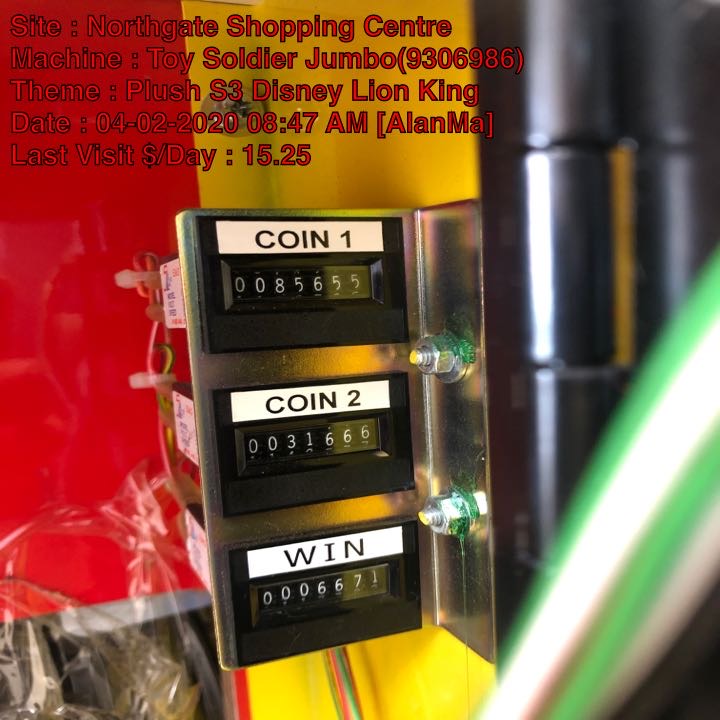 Site : Northgate Shopping Centre
Machine : Toy Soldier Jumbo(9306986)
Theme : Plush S3 Disney Lion King
Date : 04-02-2020 08:47 AM [AlanMa]
Last Visit $/Day : 15.25
COIN 1
0085655
COIN 2
0031666
WIN
0006671